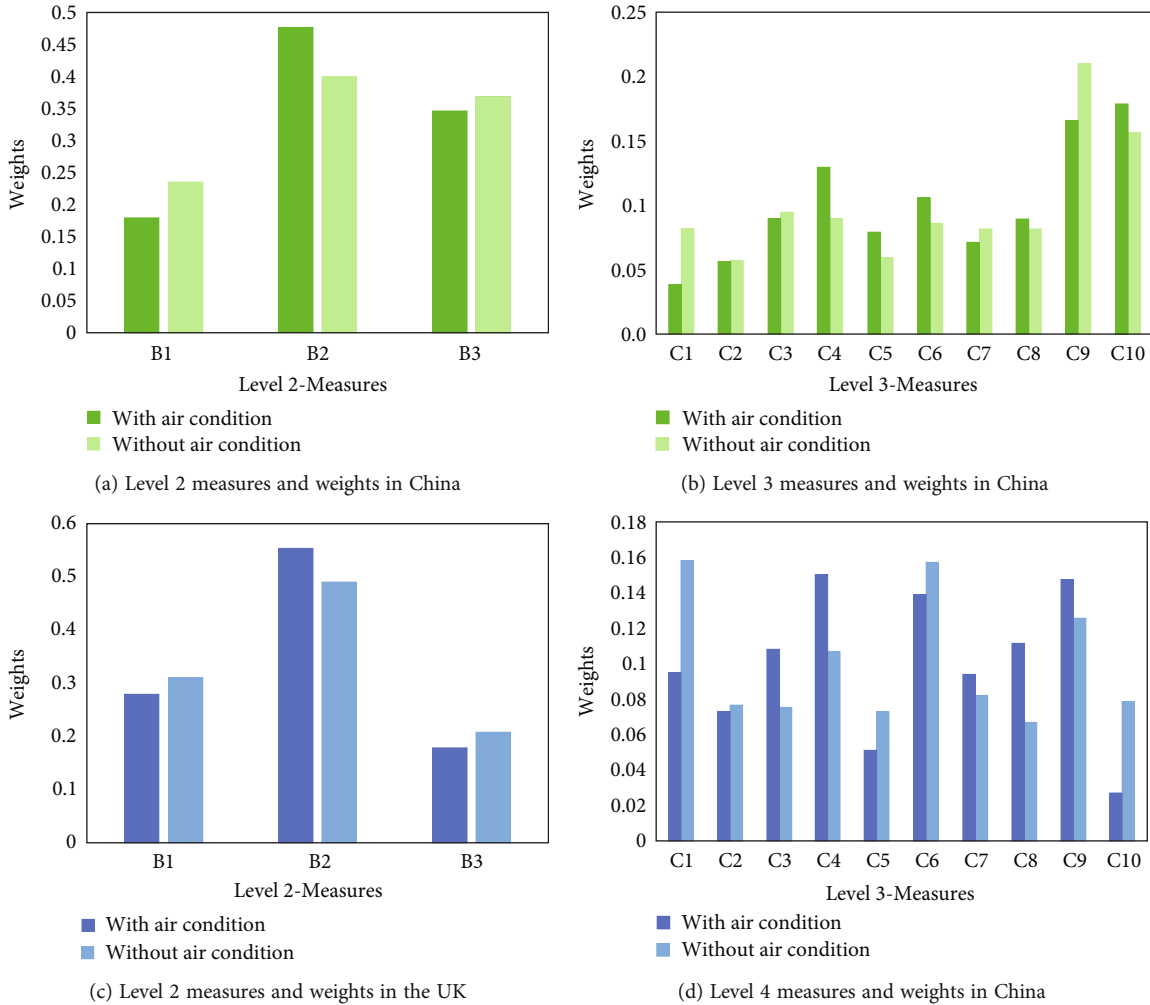 0.5
0.45
0.4
0.35
0.3
0.25
0.2
0.15
0.1
0.05
0
Weights
B1 B2 B3
Level 2-Measures
With air condition
Without air condition
(a) Level 2 measures and weights in China
0.25
0.2
0.15
0.1
0.05
0.0
Weights
C1 C2 C3 C4 C5 C6 C7 C8 C9 C10
Level 3-Measures
With air condition
Without air condition
(b) Level 3 measures and weights in China
0.6
0.5
0.4
0.3
0.2
0.1
0
Weights
B1 B2 B3
Level 2-Measures
With air condition
Without air condition
(c) Level 2 measures and weights in the UK
0.18
0.16
0.14
0.12
0.1
0.08
0.06
0.04
0.02
0
Weights
C1 C2 C3 C4 C5 C6 C7 C8 C9 C10
Level 3-Measures
With air condition
Without air condition
(d) Level 4 measures and weights in China